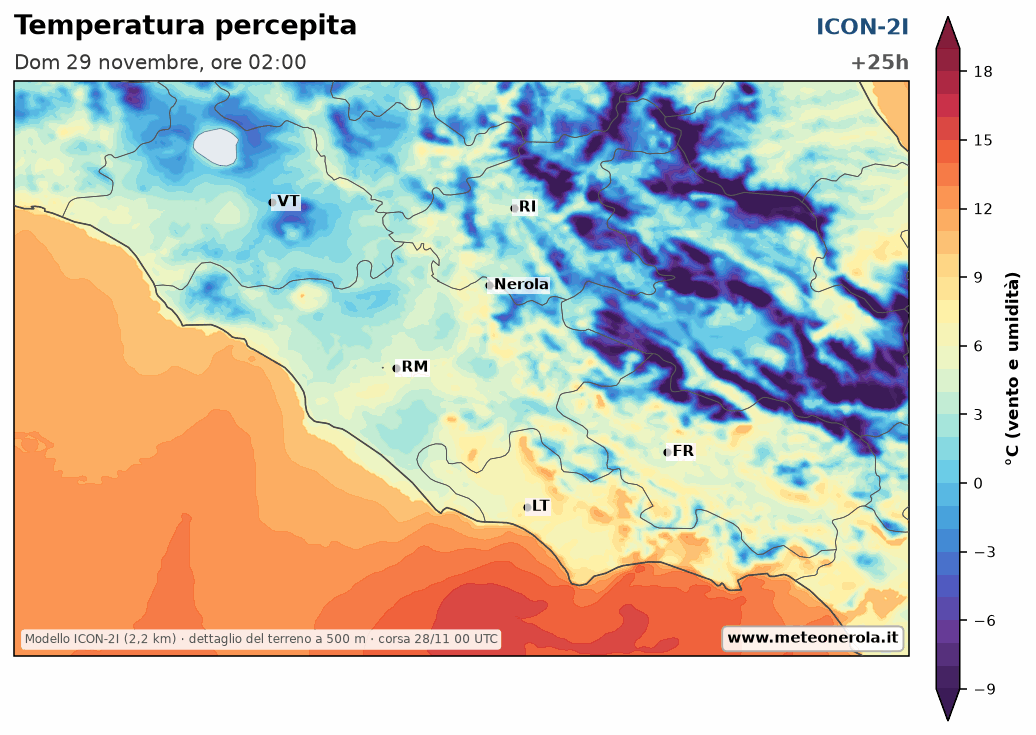 Temperatura percepita
ICON-2I
Dom 29 novembre, ore 02:00
+25h
VT
RI
Nerola
RM
FR
LT
Modello ICON-2I (2,2 km) · dettaglio del terreno a 500 m · corsa 28/11 00 UTC
www.meteonerola.it
18
15
12
9
6
3
0
−3
−6
−9
°C (vento e umidità)